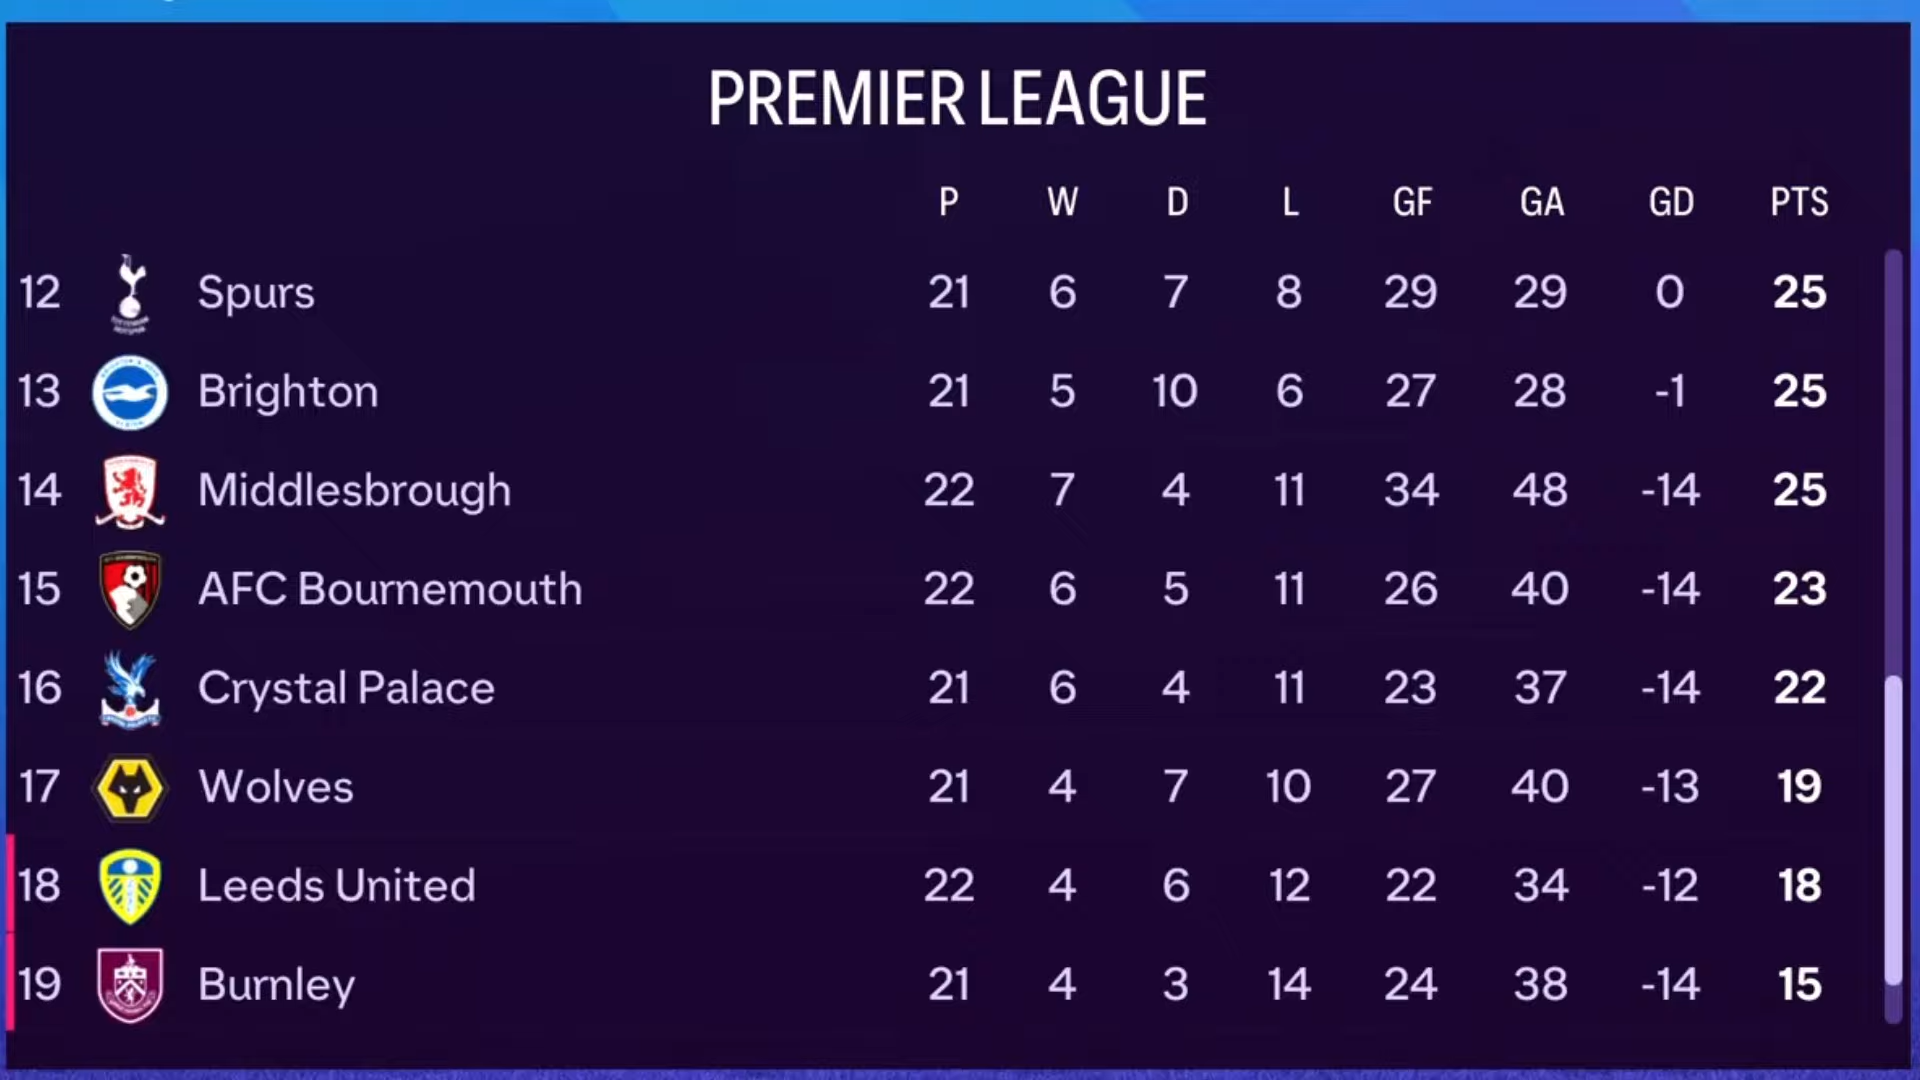 PREMIER LEAGUE
P W D L GF GA GD PTS
12 Spurs 21 6 7 8 29 29 0 25
13 Brighton 21 5 10 6 27 28 -1 25
14 Middlesbrough 22 7 4 11 34 48 -14 25
15 AFC Bournemouth 22 6 5 11 26 40 -14 23
16 Crystal Palace 21 6 4 11 23 37 -14 22
17 Wolves 21 4 7 10 27 40 -13 19
18 Leeds United 22 4 6 12 22 34 -12 18
19 Burnley 21 4 3 14 24 38 -14 15